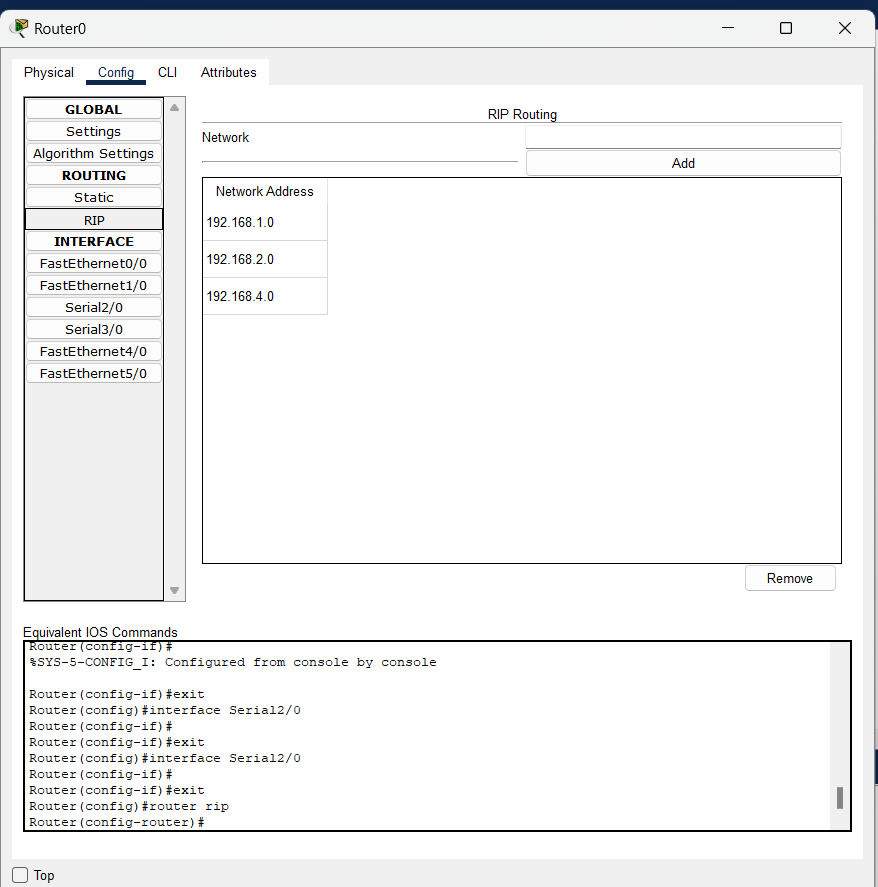 Router0
Physical Config CLI Attributes
GLOBAL
Settings
Algorithm Settings
ROUTING
Static
RIP
INTERFACE
FastEthernet0/0
FastEthernet1/0
Serial2/0
Serial3/0
FastEthernet4/0
FastEthernet5/0
RIP Routing
Network
Add
Network Address
192.168.1.0
192.168.2.0
192.168.4.0
Remove
Equivalent IOS Commands
Router(config-if)#
%SYS-5-CONFIG_I: Configured from console by console
Router(config-if)#exit
Router(config)#interface Serial2/0
Router(config-if)#
Router(config-if)#exit
Router(config)#interface Serial2/0
Router(config-if)#
Router(config-if)#exit
Router(config)#router rip
Router(config-router)#
Top